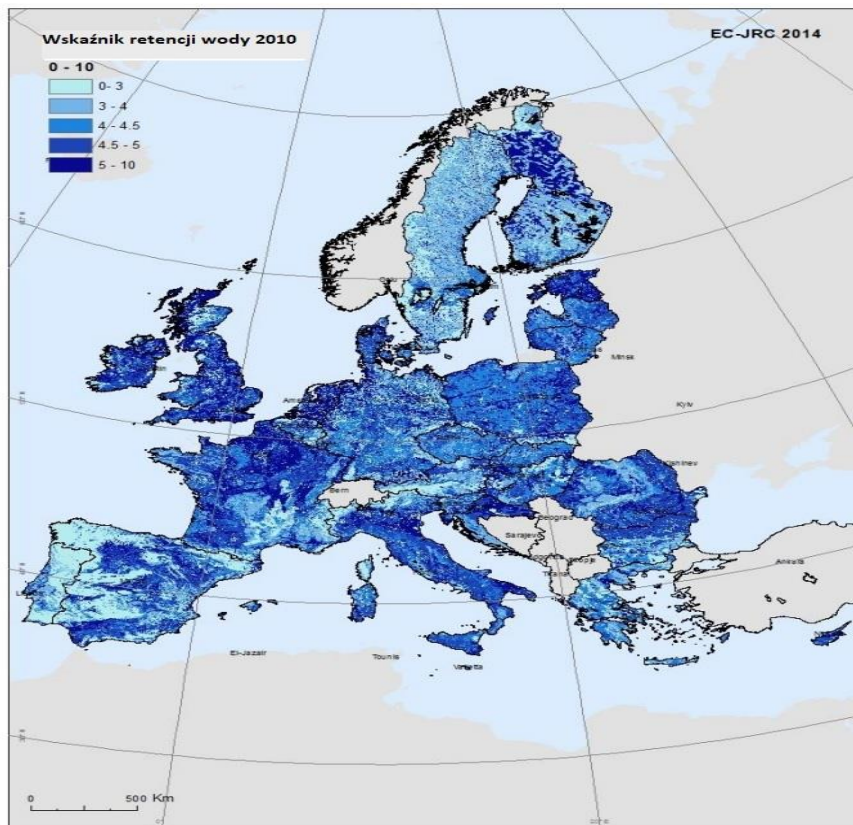 Wskaźnik retencji wody 2010
EC-JRC 2014
0 - 10
0- 3
3 - 4
4 - 4.5
4.5 - 5
5 - 10
Minsk
Kyiv
Bern
Beograd
Sarajevo
Ankara
El-Jazair
Tounis
Valletta
0 500 Km